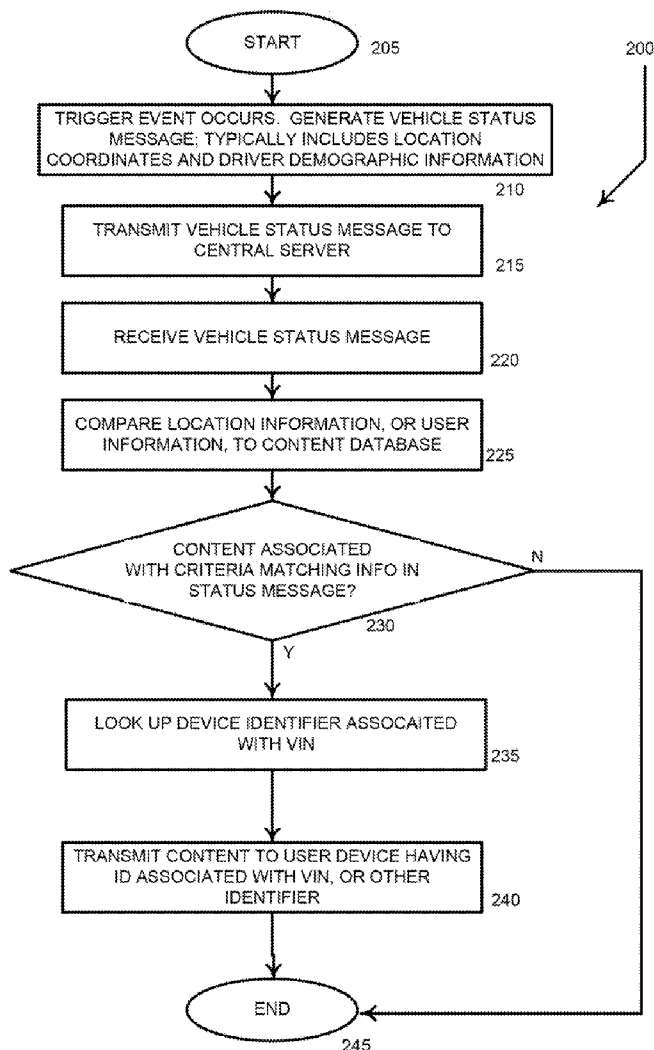 START
205
200
TRIGGER EVENT OCCURS. GENERATE VEHICLE STATUS
MESSAGE; TYPICALLY INCLUDES LOCATION
COORDINATES AND DRIVER DEMOGRAPHIC INFORMATION
210
TRANSMIT VEHICLE STATUS MESSAGE TO
CENTRAL SERVER
215
RECEIVE VEHICLE STATUS MESSAGE
220
COMPARE LOCATION INFORMATION, OR USER
INFORMATION, TO CONTENT DATABASE
225
CONTENT ASSOCIATED
WITH CRITERIA MATCHING INFO IN
STATUS MESSAGE?
N
230
Y
LOOK UP DEVICE IDENTIFIER ASSOCAITED
WITH VIN
235
TRANSMIT CONTENT TO USER DEVICE HAVING
ID ASSOCIATED WITH VIN, OR OTHER
IDENTIFIER
240
END
245